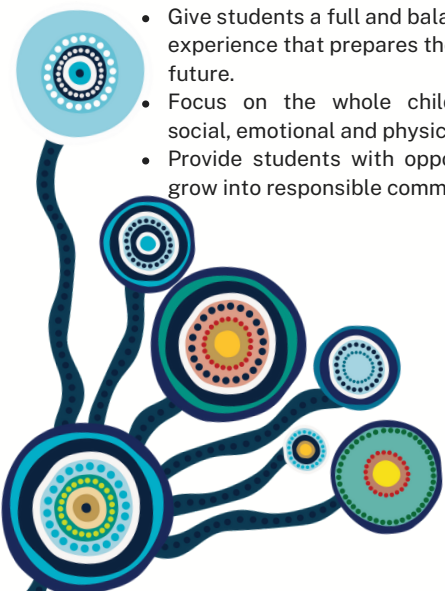 • Give students a full and bala
experience that prepares th
future.
• Focus on the whole chil
social, emotional and physic
• Provide students with oppo
grow into responsible comm